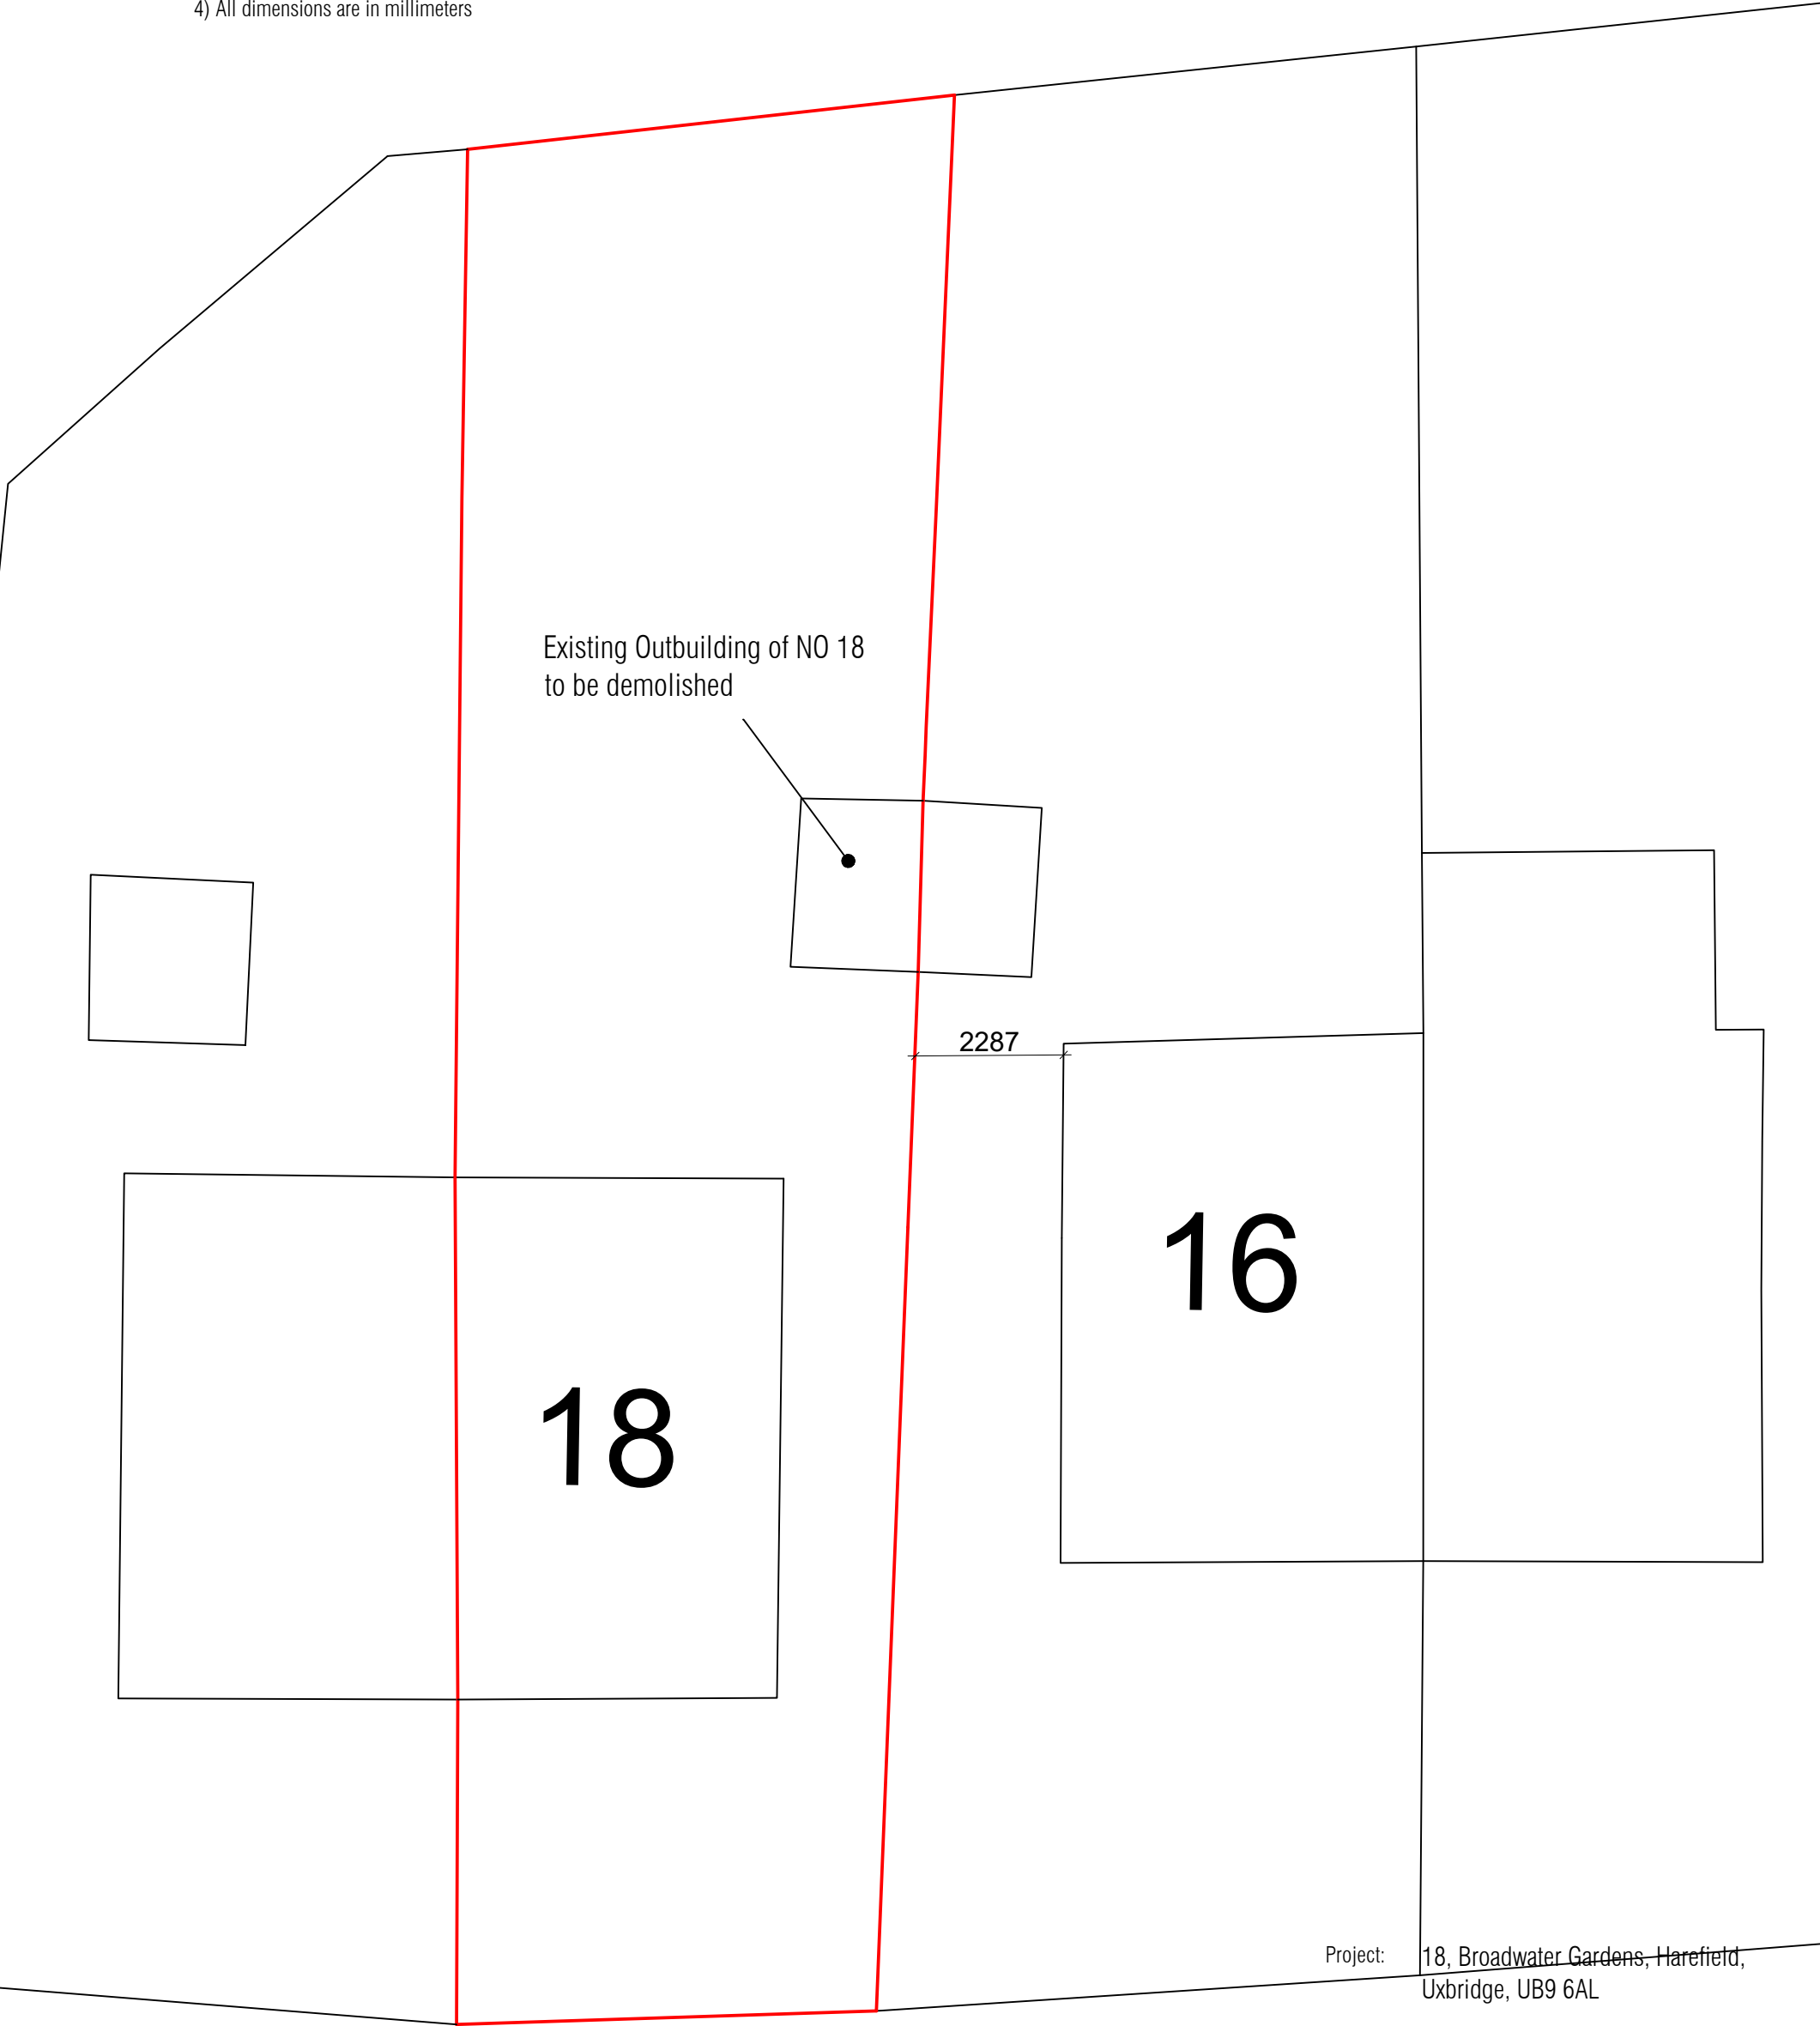 4) All dimensions are in millimeters
Existing Outbuilding of NO 18
to be demolished
2287
16
18
Project:
18, Broadwater Gardens, Harefield,
Uxbridge, UB9 6AL